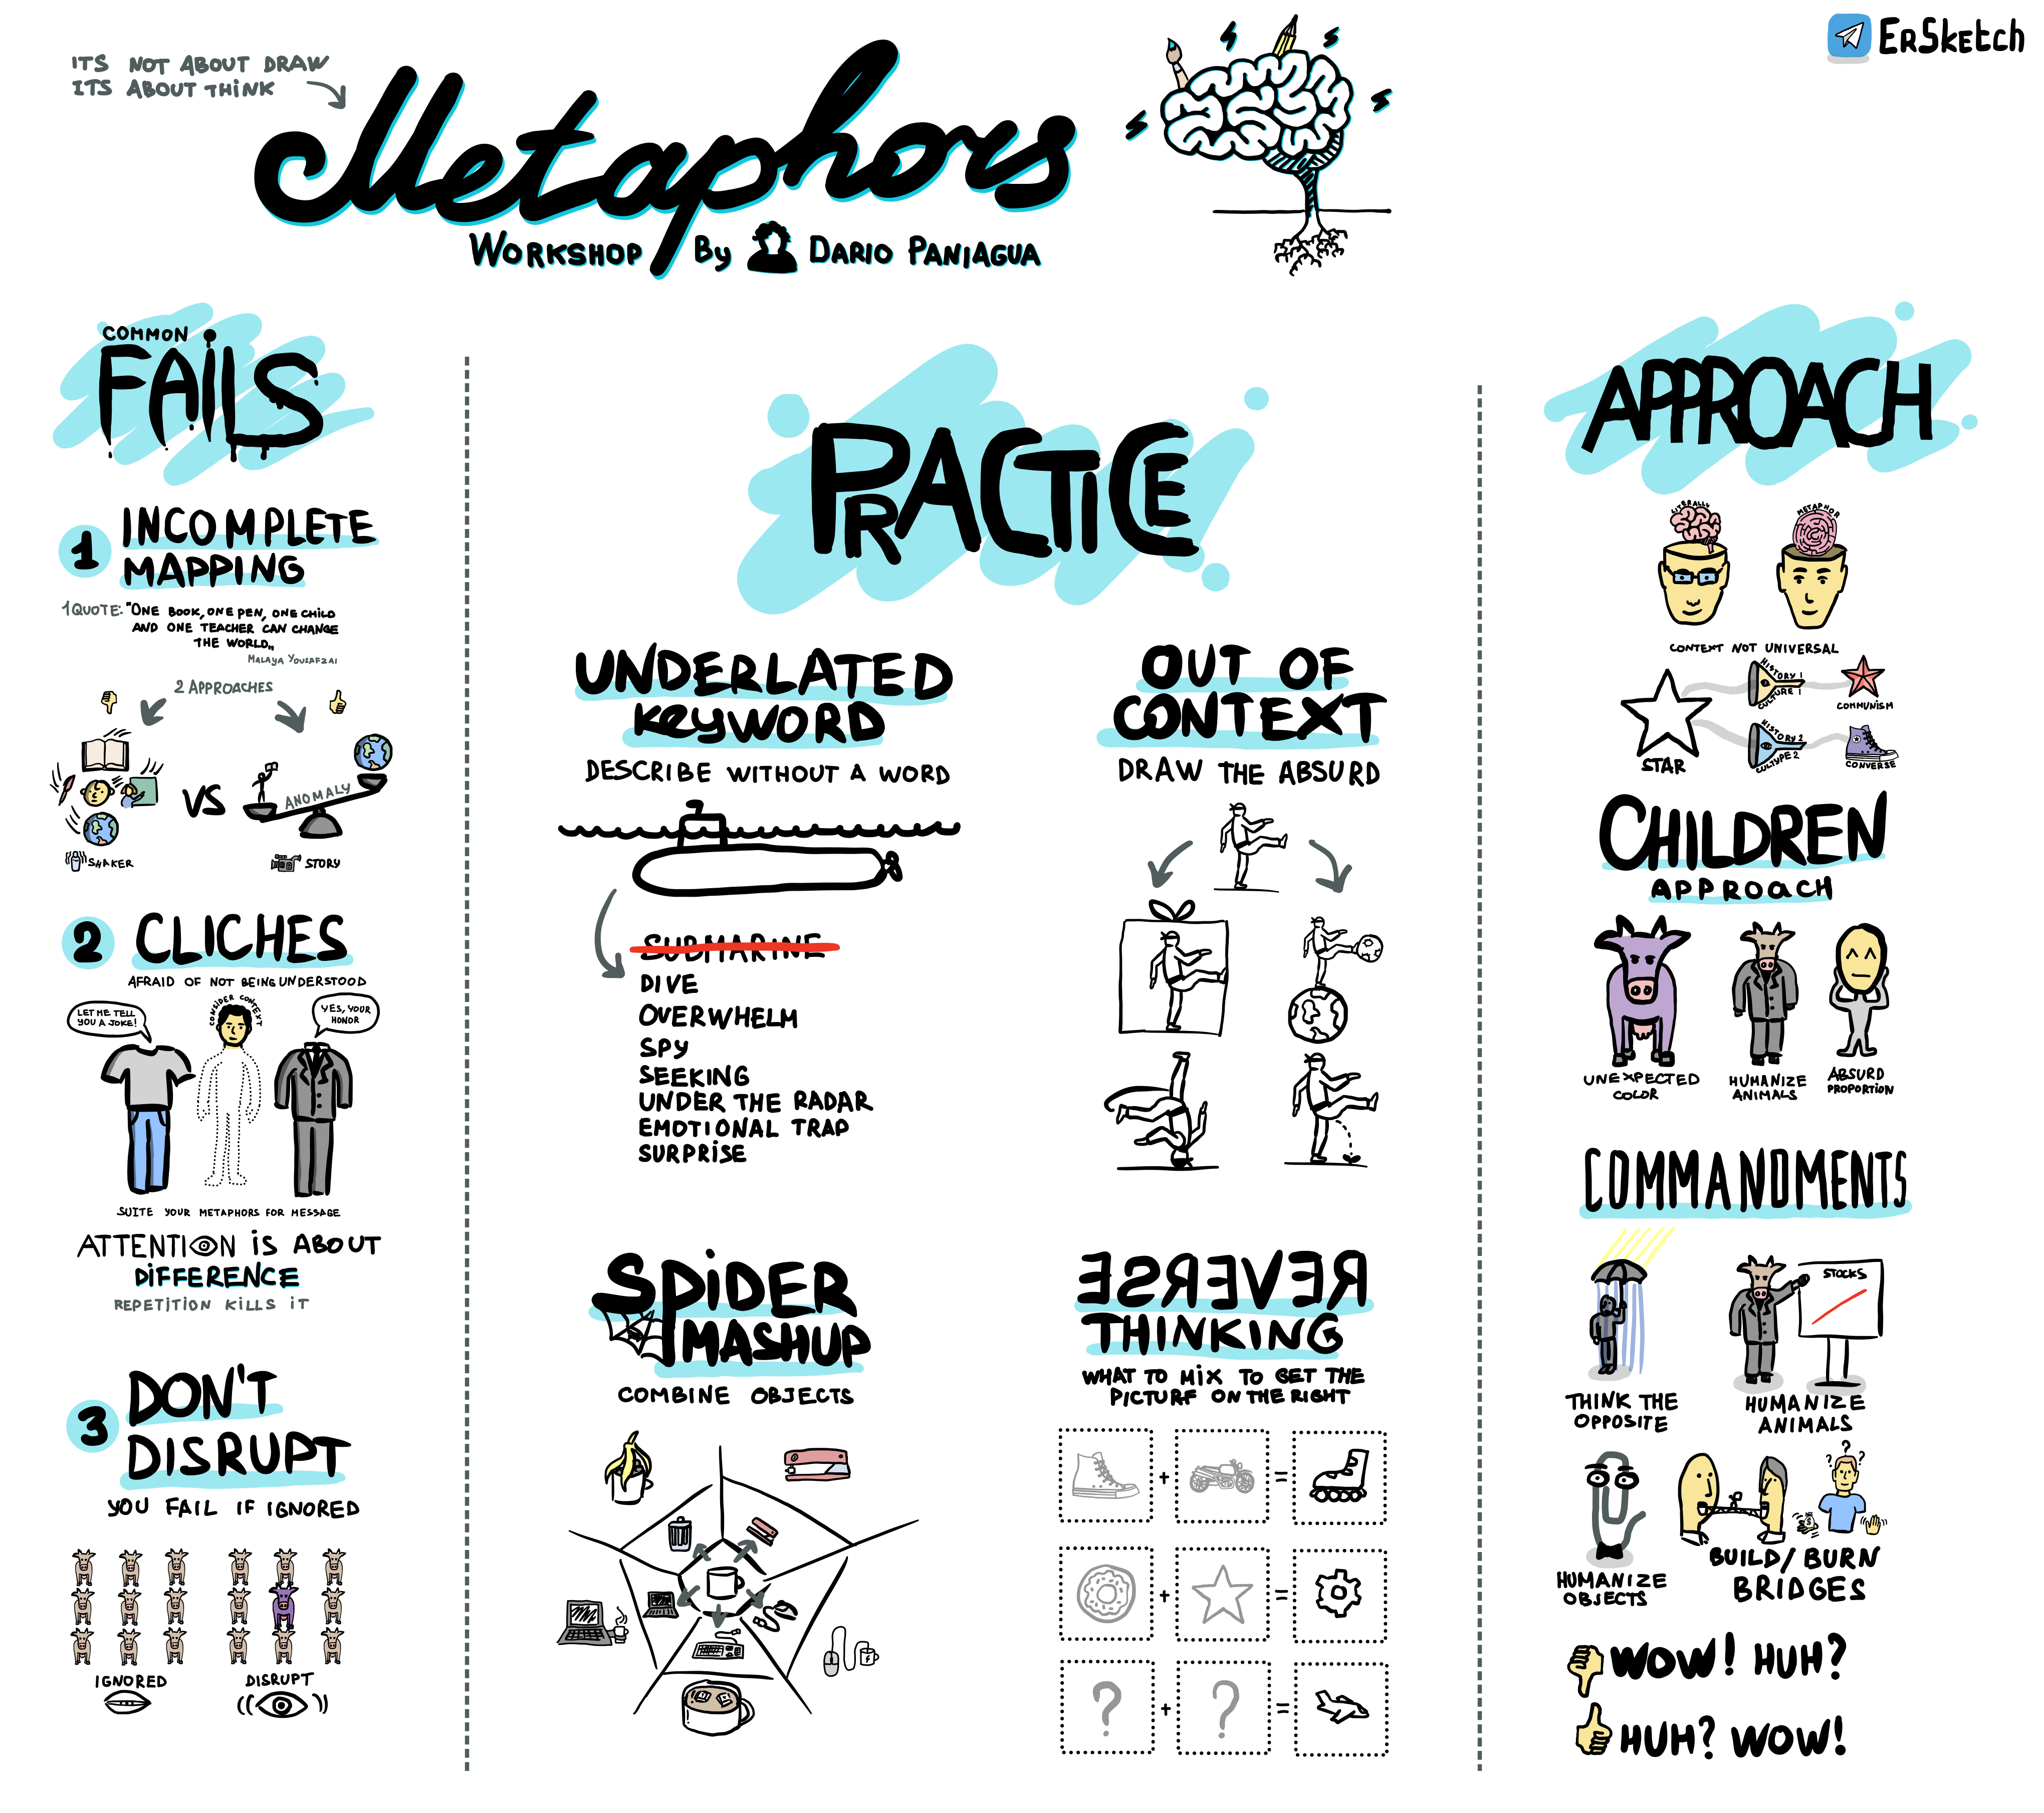 ITS NOT ABOUT DRAW
ITS ABOUT THINK
Metaphors
WORKSHOP By DARIO PANIAGUA
ERSketch
COMMON
FAILS
1 INCOMPLETE
MAPPING
1 QUOTE: "ONE BOOK, ONE PEN, ONE CHILD
AND ONE TEACHER CAN CHANGE
THE WORLD„
MALAYA YOUSAFZAI
2 APPROACHES
VS
ANOMALY
SHAKER
STORY
2 CLICHES
AFRAID OF NOT BEING UNDERSTOOD
LET ME TELL
YOU A JOKE!
CONSIDER CONTEXT
YES, YOUR
HONOR
SUITE YOUR METAPHORS FOR MESSAGE
ATTENTION IS ABOUT
DIFFERENCE
REPETITION KILLS IT
3 DON'T
DISRUPT
YOU FAIL IF IGNORED
IGNORED
DISRUPT
PRACTICE
UNDERLATED
KEYWORD
DESCRIBE WITHOUT A WORD
SUBMARINE
DIVE
OVERWHELM
SPY
SEEKING
UNDER THE RADAR
EMOTIONAL TRAP
SURPRISE
OUT OF
CONTEXT
DRAW THE ABSURD
SPIDER
MASHUP
COMBINE OBJECTS
REVERSE
THINKING
WHAT TO MIX TO GET THE
PICTURE ON THE RIGHT
+ =
+ =
? + ? =
APPROACH
LITERALLY
METAPHOR
CONTEXT NOT UNIVERSAL
STAR
HISTORY 1
CULTURE 1
COMMUNISM
HISTORY 2
CULTYPE 2
CONVERSE
CHILDREN
APPROACH
UNEXPECTED
COLOR
HUMANIZE
ANIMALS
ABSURD
PROPORTION
COMMANDMENTS
STOCKS
THINK THE
OPPOSITE
HUMANIZE
ANIMALS
? ? ?
HUMANIZE
OBJECTS
BUILD/BURN
BRIDGES
WOW! HUH?
HUH? WOW!